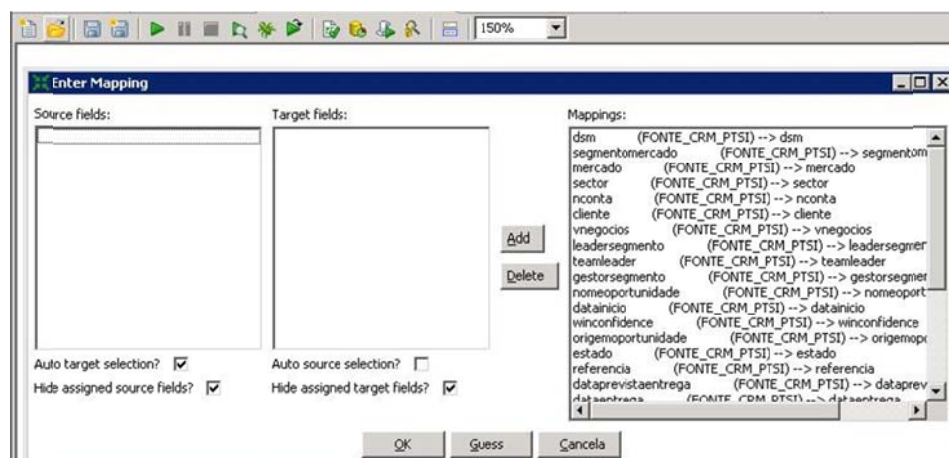 150%
Enter Mapping
Source fields:
Target fields:
Mappings:
dsm (FONTE_CRM_PTSI) --> dsm
segmentomercado (FONTE_CRM_PTSI) --> segmentom
mercado (FONTE_CRM_PTSI) --> mercado
sector (FONTE_CRM_PTSI) --> sector
nconta (FONTE_CRM_PTSI) --> nconta
cliente (FONTE_CRM_PTSI) --> cliente
vnegocios (FONTE_CRM_PTSI) --> vnegocios
leadersegmento (FONTE_CRM_PTSI) --> leadersegmer
teamleader (FONTE_CRM_PTSI) --> teamleader
gestorsegmento (FONTE_CRM_PTSI) --> gestorsegmer
nomeoportunidade (FONTE_CRM_PTSI) --> nomeoport
datainicio (FONTE_CRM_PTSI) --> datainicio
winconfidence (FONTE_CRM_PTSI) --> winconfidence
origemoportunidade (FONTE_CRM_PTSI) --> origemopo
estado (FONTE_CRM_PTSI) --> estado
referencia (FONTE_CRM_PTSI) --> referencia
dataprevistaentrega (FONTE_CRM_PTSI) --> dataprev
dataentrega (FONTE_CRM_PTSI) --> dataentrega
Add
Delete
Auto target selection?
Auto source selection?
Hide assigned source fields?
Hide assigned target fields?
OK
Guess
Cancela